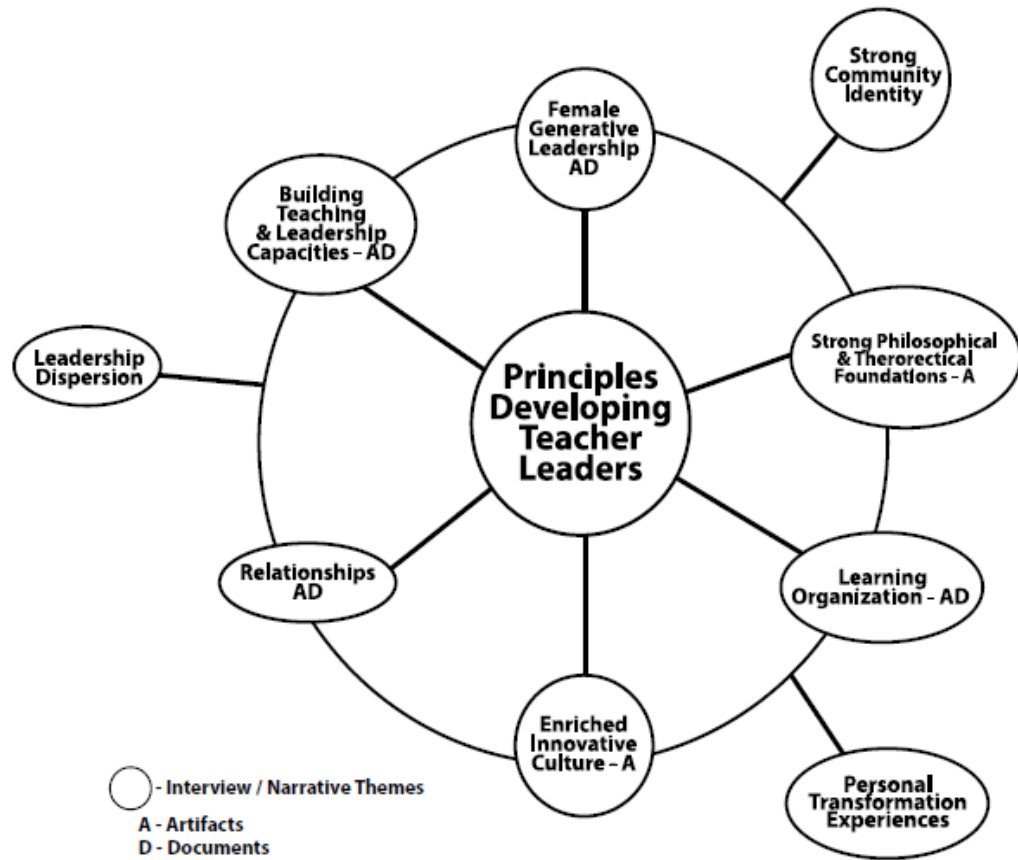 Strong
Community
Identity
Female
Generative
Leadership
AD
Building
Teaching
& Leadership
Capacities – AD
Strong Philosophical
& Therorectical
Foundations – A
Leadership
Dispersion
Principles
Developing
Teacher
Leaders
Relationships
AD
Learning
Organization – AD
Enriched
Innovative
Culture – A
Personal
Transformation
Experiences
- Interview / Narrative Themes
A - Artifacts
D - Documents